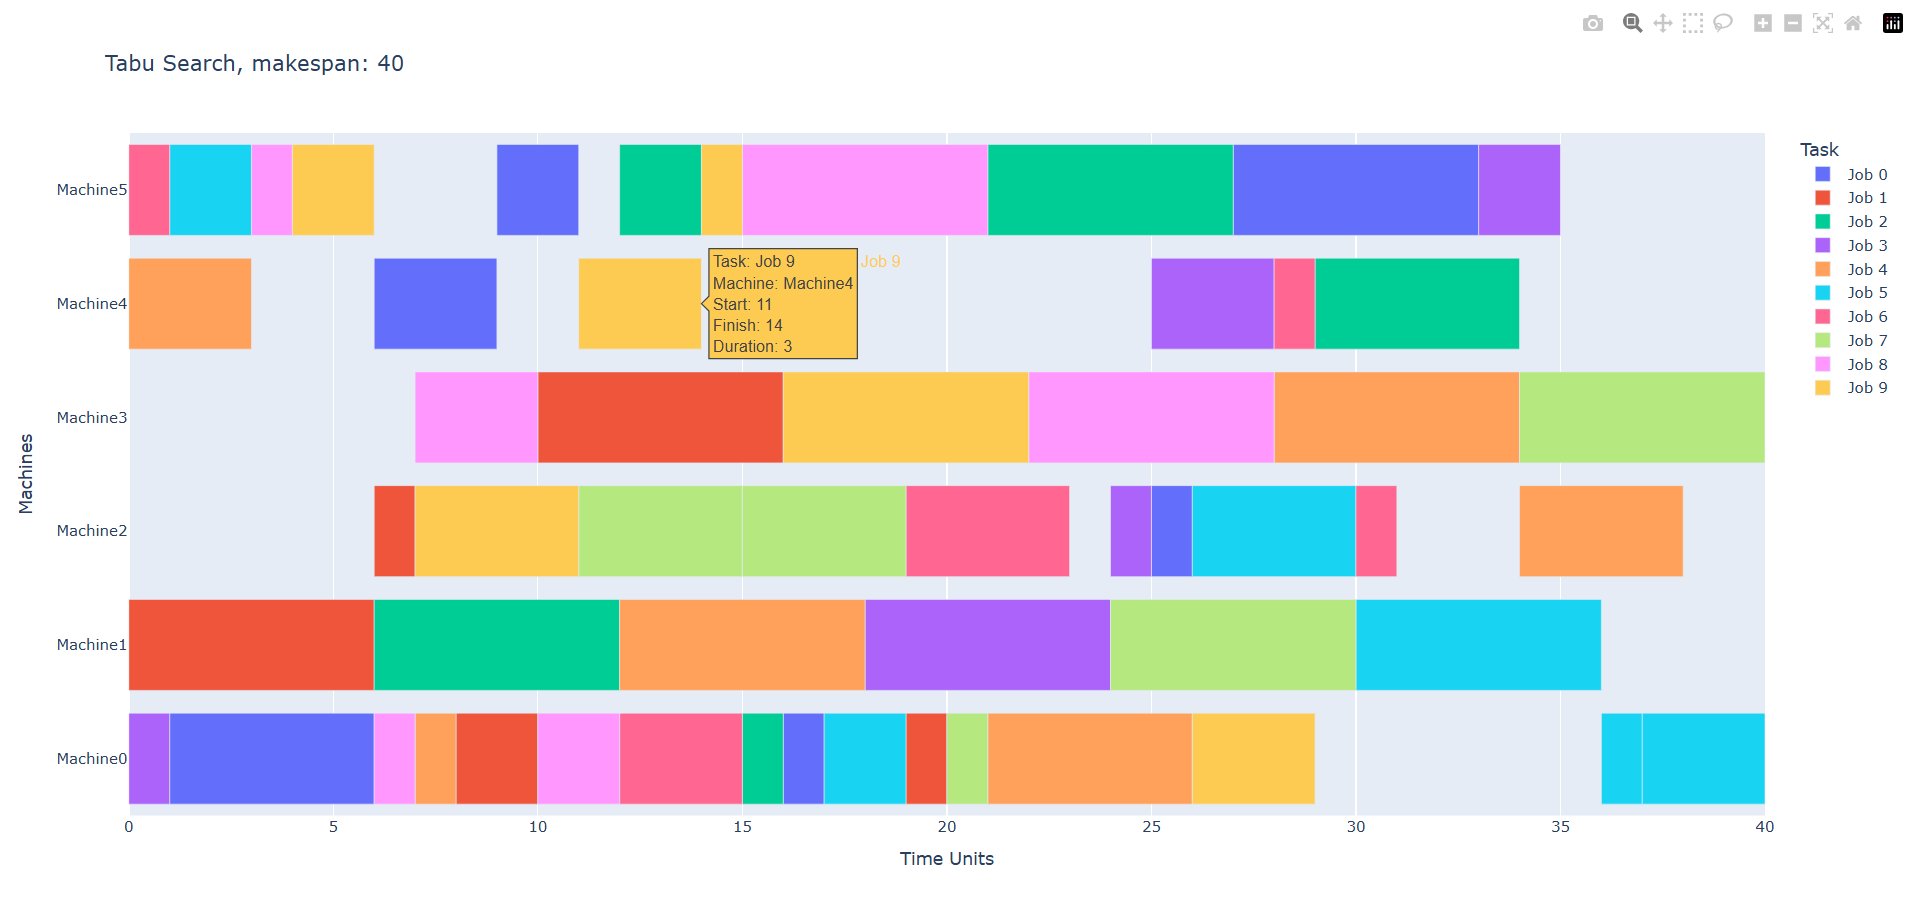 Tabu Search, makespan: 40
Machine5
Machine4
Machine3
Machine2
Machine1
Machine0
Machines
Task: Job 9
Machine: Machine4
Start: 11
Finish: 14
Duration: 3
Job 9
0
5
10
15
20
25
30
35
40
Time Units
Task
Job 0
Job 1
Job 2
Job 3
Job 4
Job 5
Job 6
Job 7
Job 8
Job 9